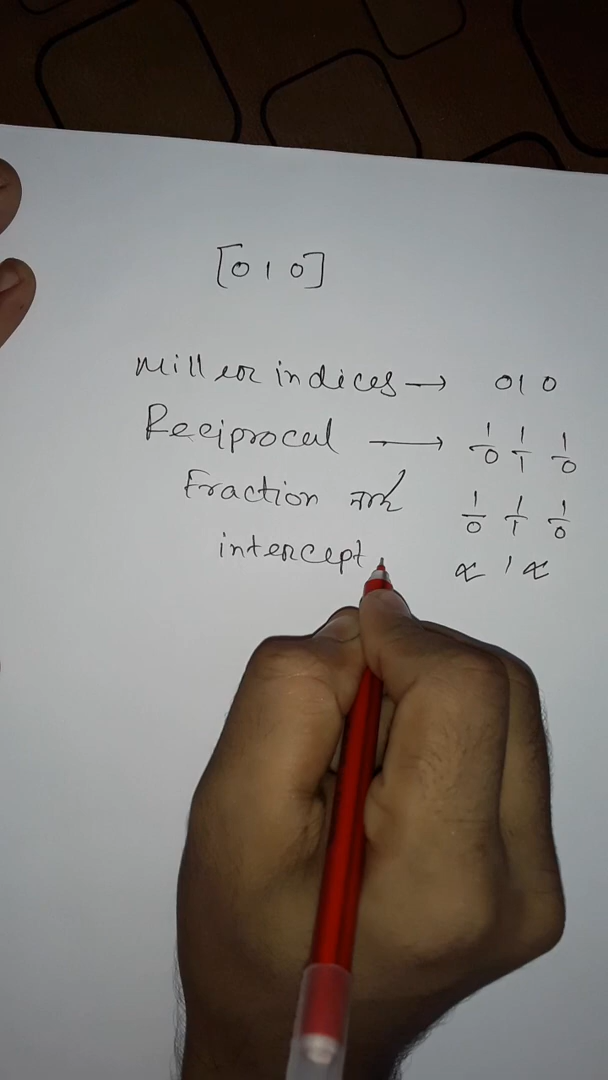 [0 1 0]
Miller indices → 0 1 0
Reciprocal → 1/0 1/1 1/0
Fraction 1/0 1/1 1/0
intercept ∝ 1 ∝